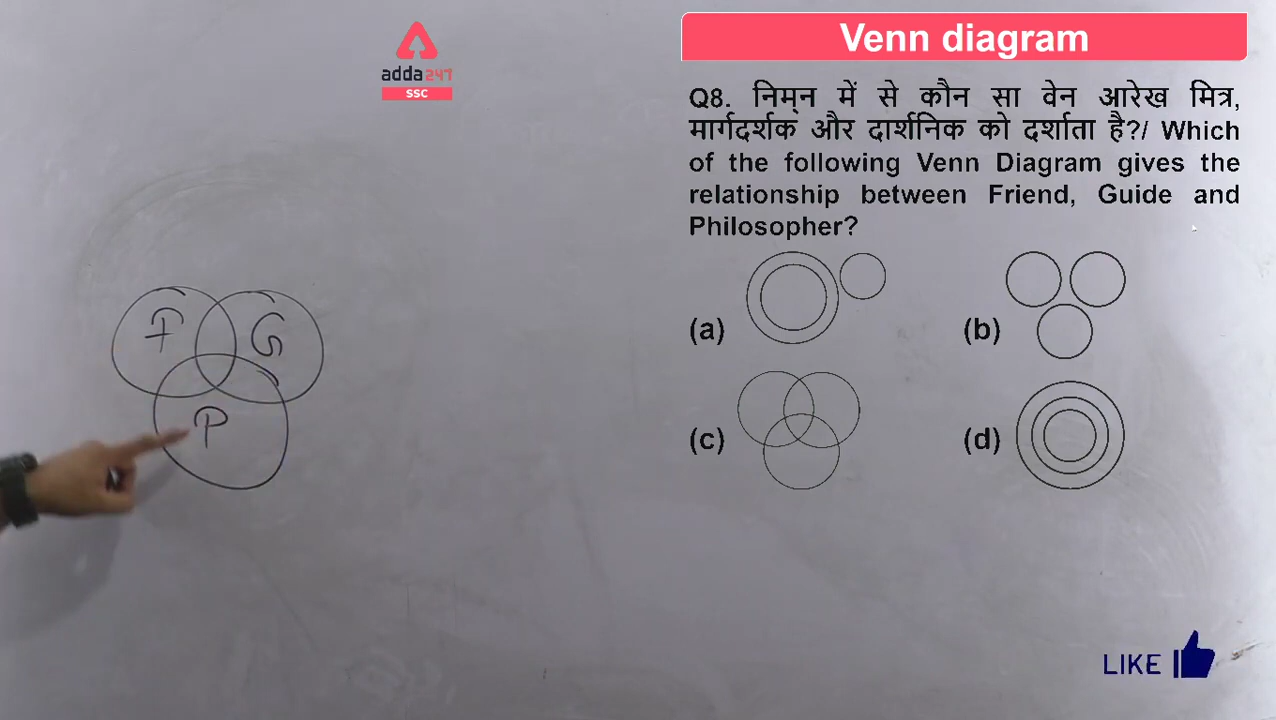 adda247
SSC
Venn diagram
Q8. निम्न में से कौन सा वेन आरेख मित्र,
मार्गदर्शक और दार्शनिक को दर्शाता है?/ Which
of the following Venn Diagram gives the
relationship between Friend, Guide and
Philosopher?
(a)
(b)
F
G
P
(c)
(d)
LIKE